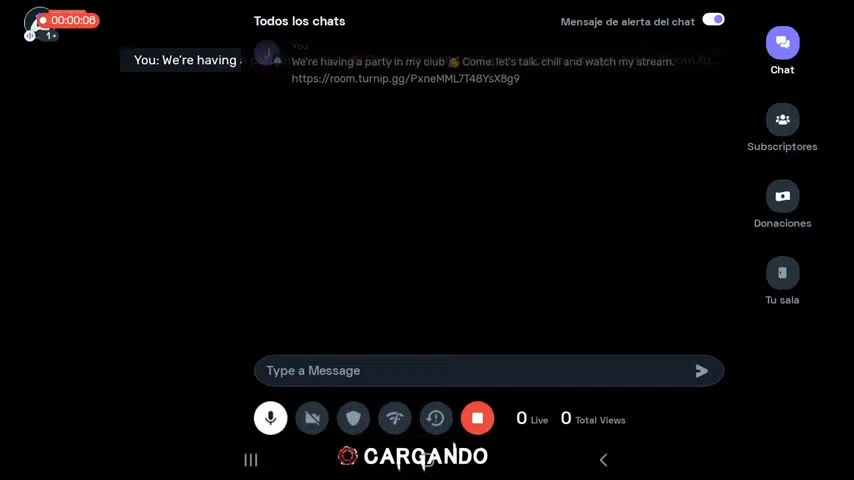 00:00:06
1
Todos los chats
Mensaje de alerta del chat
You: We're having
J
You
We're having a party in my club 🥳 Come, let's talk, chill and watch my stream.
https://room.turnip.gg/PxneMML7T48YsX8g9
Chat
Subscriptores
Donaciones
Tu sala
Type a Message
0 Live 0 Total Views
CARGANDO